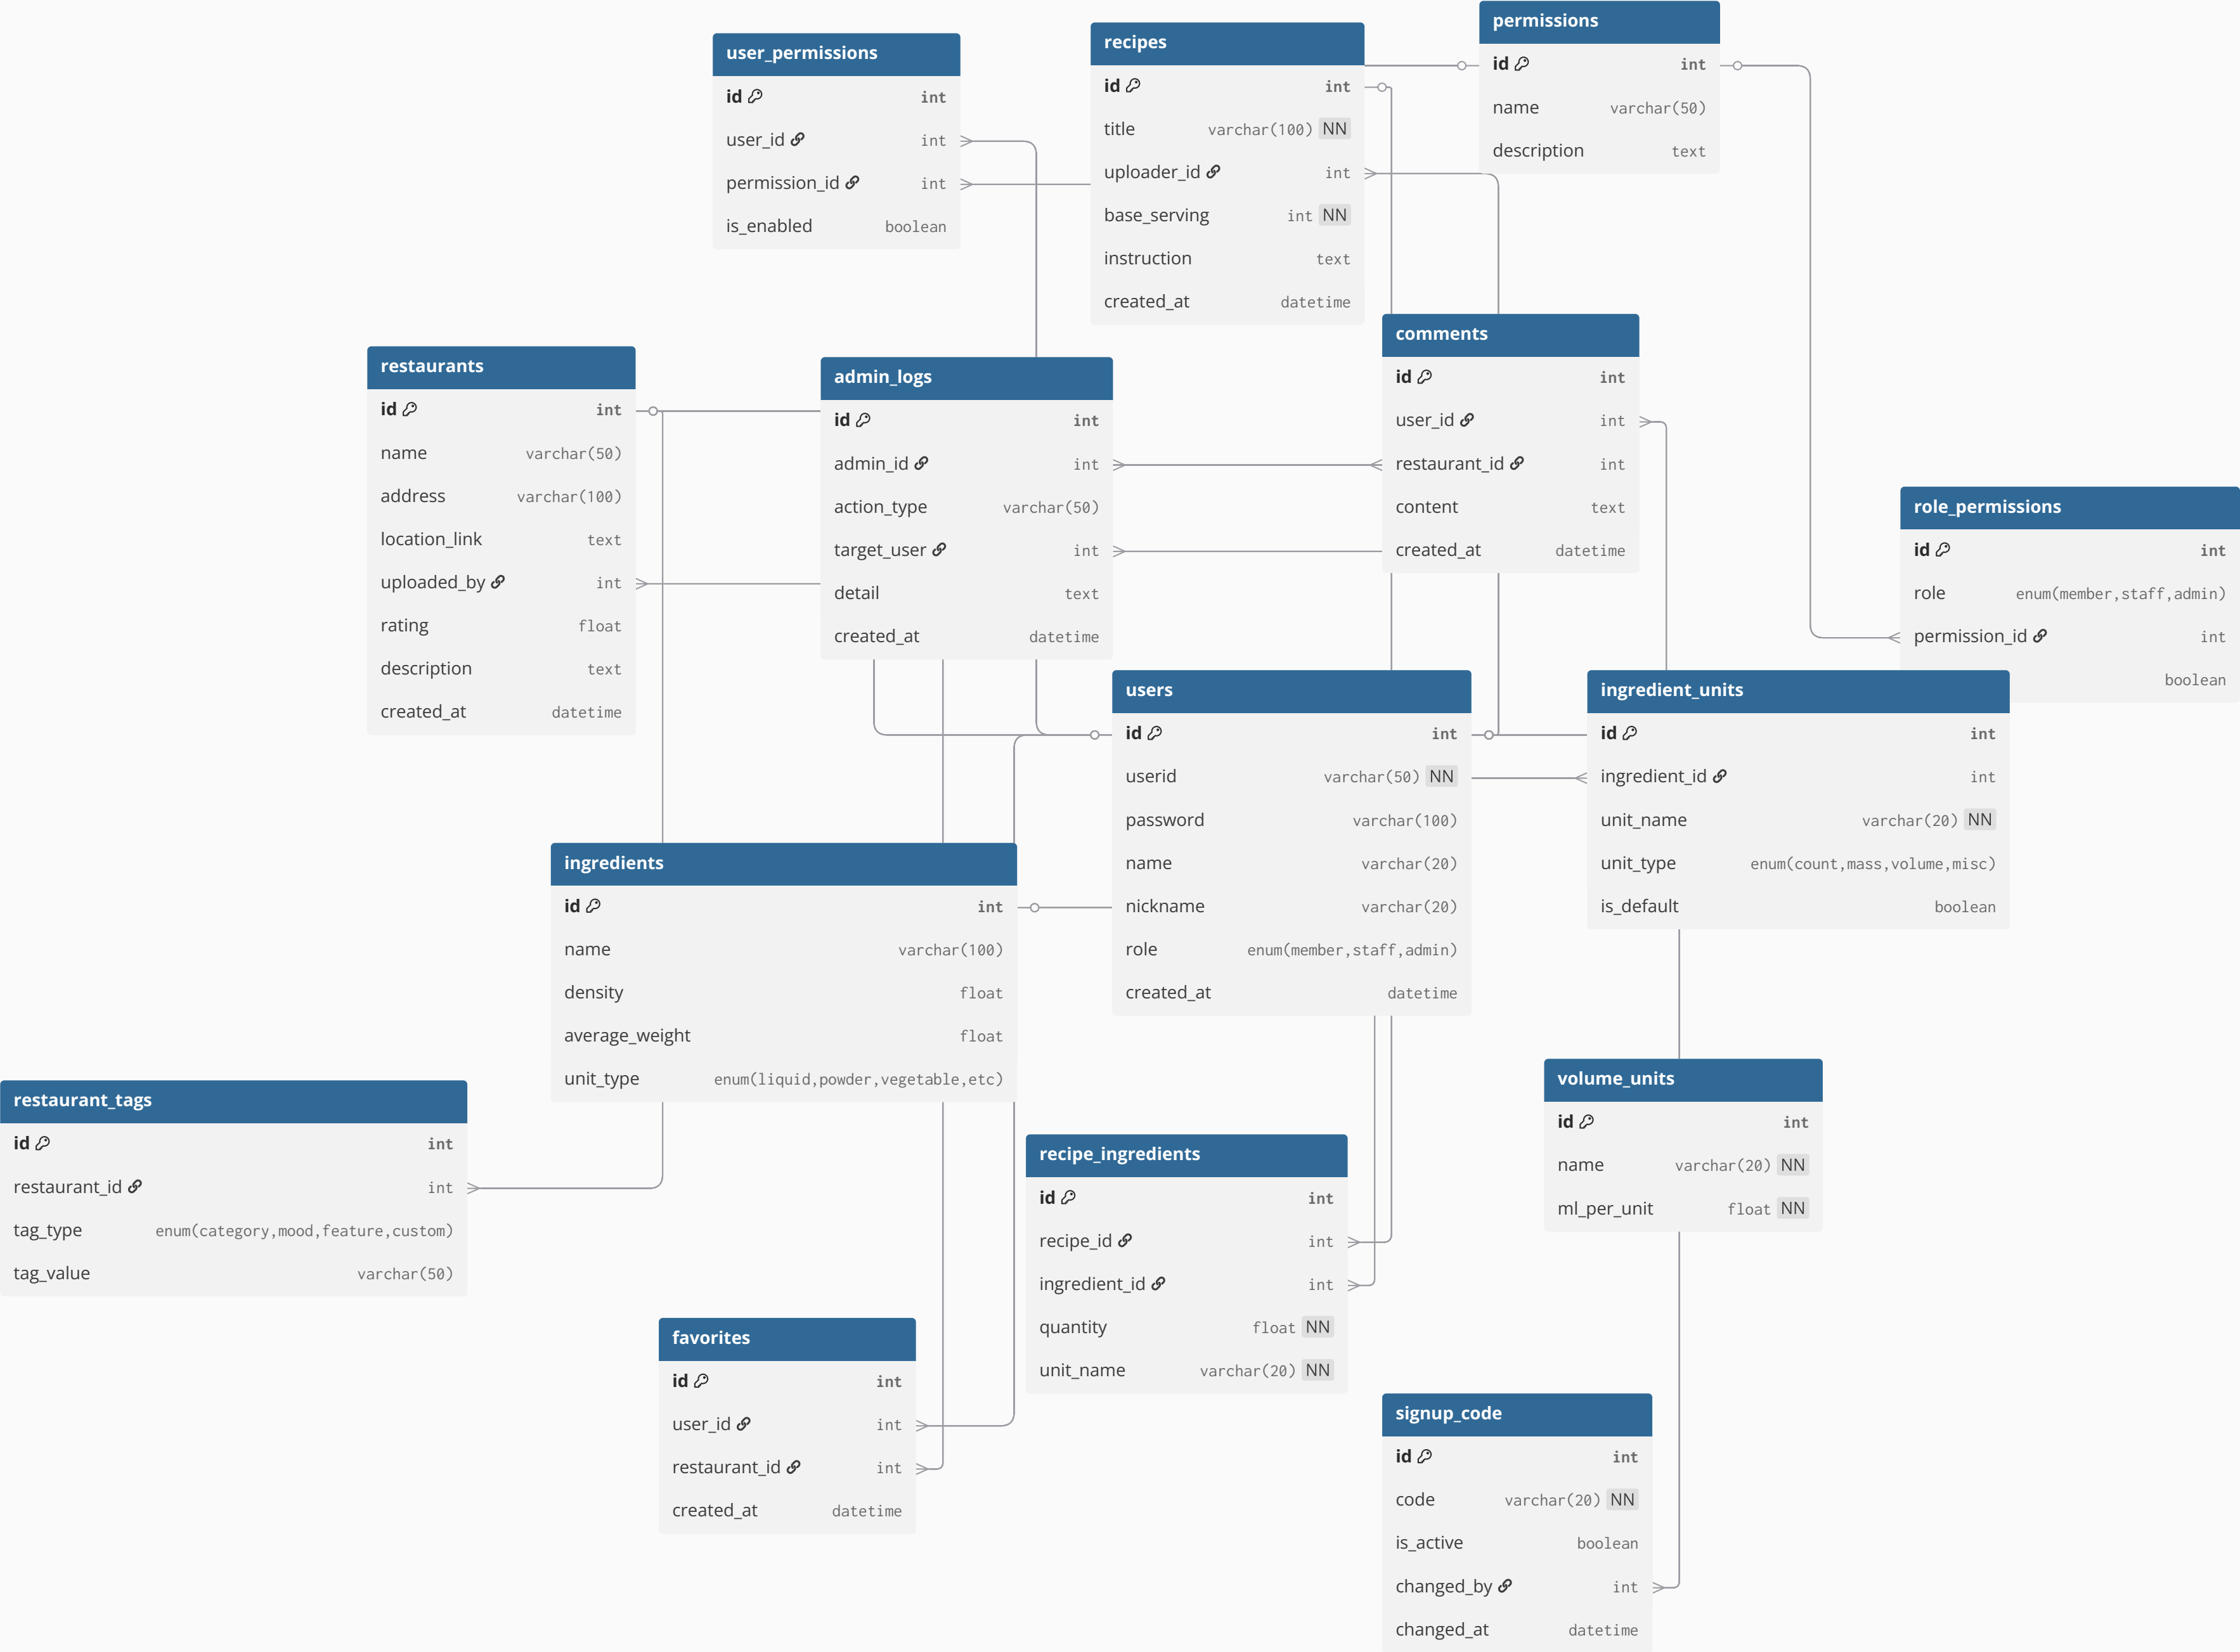 user_permissions
id int
user_id int
permission_id int
is_enabled boolean
recipes
id int
title varchar(100) NN
uploader_id int
base_serving int NN
instruction text
created_at datetime
permissions
id int
name varchar(50)
description text
restaurants
id int
name varchar(50)
address varchar(100)
location_link text
uploaded_by int
rating float
description text
created_at datetime
admin_logs
id int
admin_id int
action_type varchar(50)
target_user int
detail text
created_at datetime
comments
id int
user_id int
restaurant_id int
content text
created_at datetime
role_permissions
id int
role enum(member,staff,admin)
permission_id int
boolean
users
id int
userid varchar(50) NN
password varchar(100)
name varchar(20)
nickname varchar(20)
role enum(member,staff,admin)
created_at datetime
ingredient_units
id int
ingredient_id int
unit_name varchar(20) NN
unit_type enum(count,mass,volume,misc)
is_default boolean
ingredients
id int
name varchar(100)
density float
average_weight float
unit_type enum(liquid,powder,vegetable,etc)
restaurant_tags
id int
restaurant_id int
tag_type enum(category,mood,feature,custom)
tag_value varchar(50)
recipe_ingredients
id int
recipe_id int
ingredient_id int
quantity float NN
unit_name varchar(20) NN
volume_units
id int
name varchar(20) NN
ml_per_unit float NN
favorites
id int
user_id int
restaurant_id int
created_at datetime
signup_code
id int
code varchar(20) NN
is_active boolean
changed_by int
changed_at datetime